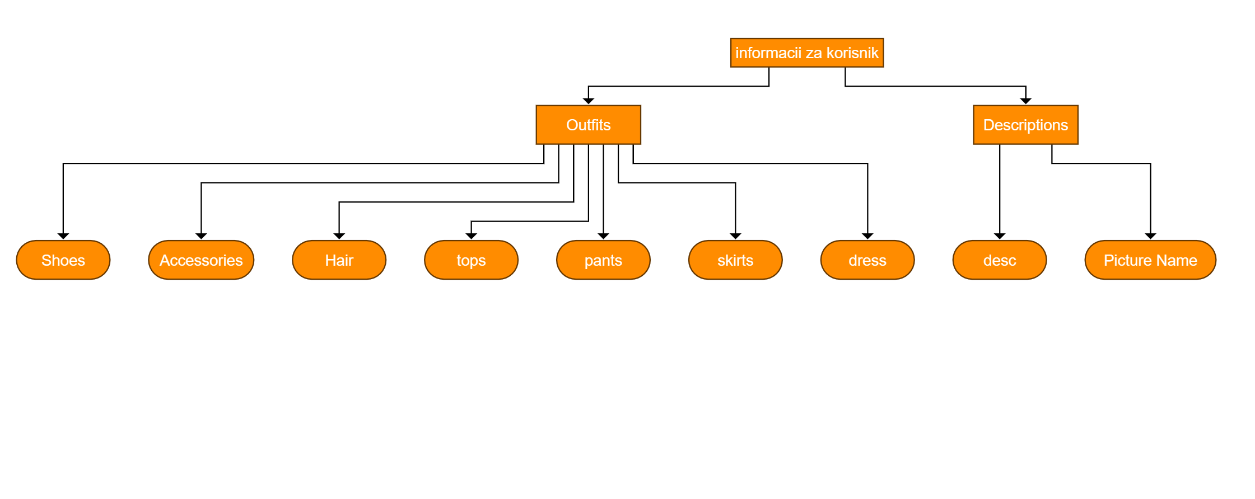 informacii za korisnik
Outfits
Descriptions
Shoes
Accessories
Hair
tops
pants
skirts
dress
desc
Picture Name